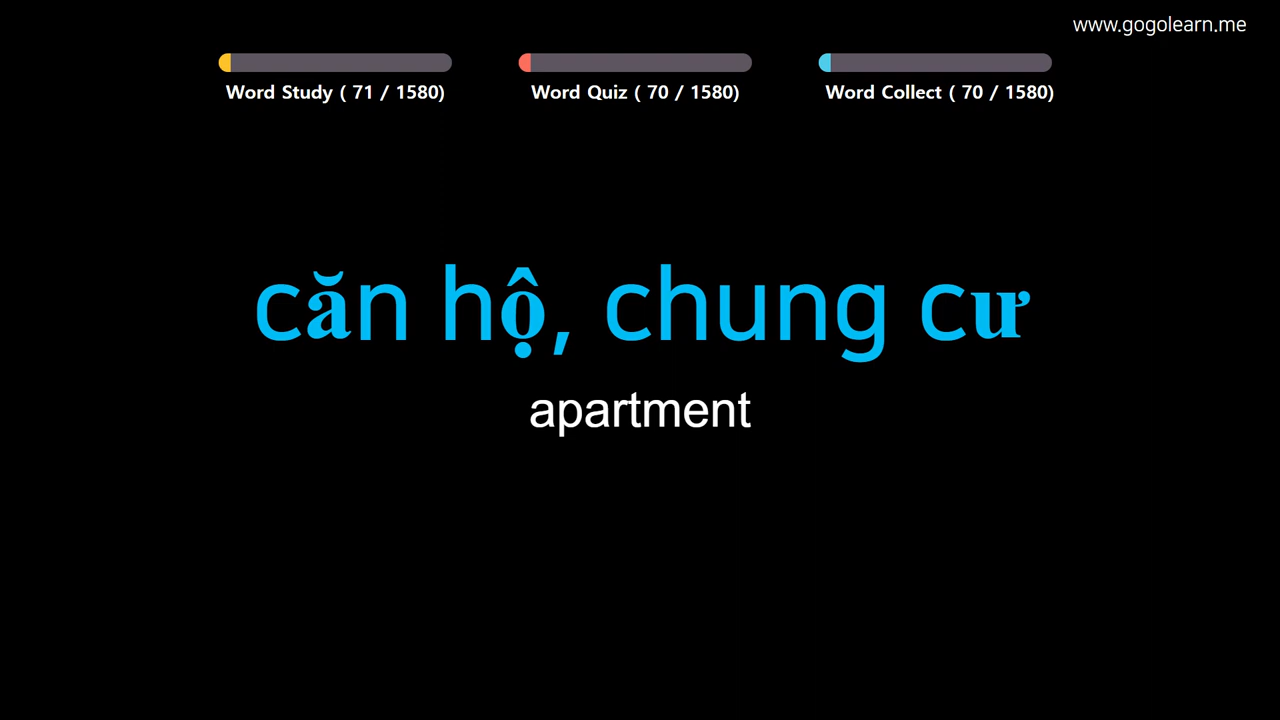 www.gogolearn.me
Word Study ( 71 / 1580)
Word Quiz ( 70 / 1580)
Word Collect ( 70 / 1580)
căn hộ, chung cư
apartment